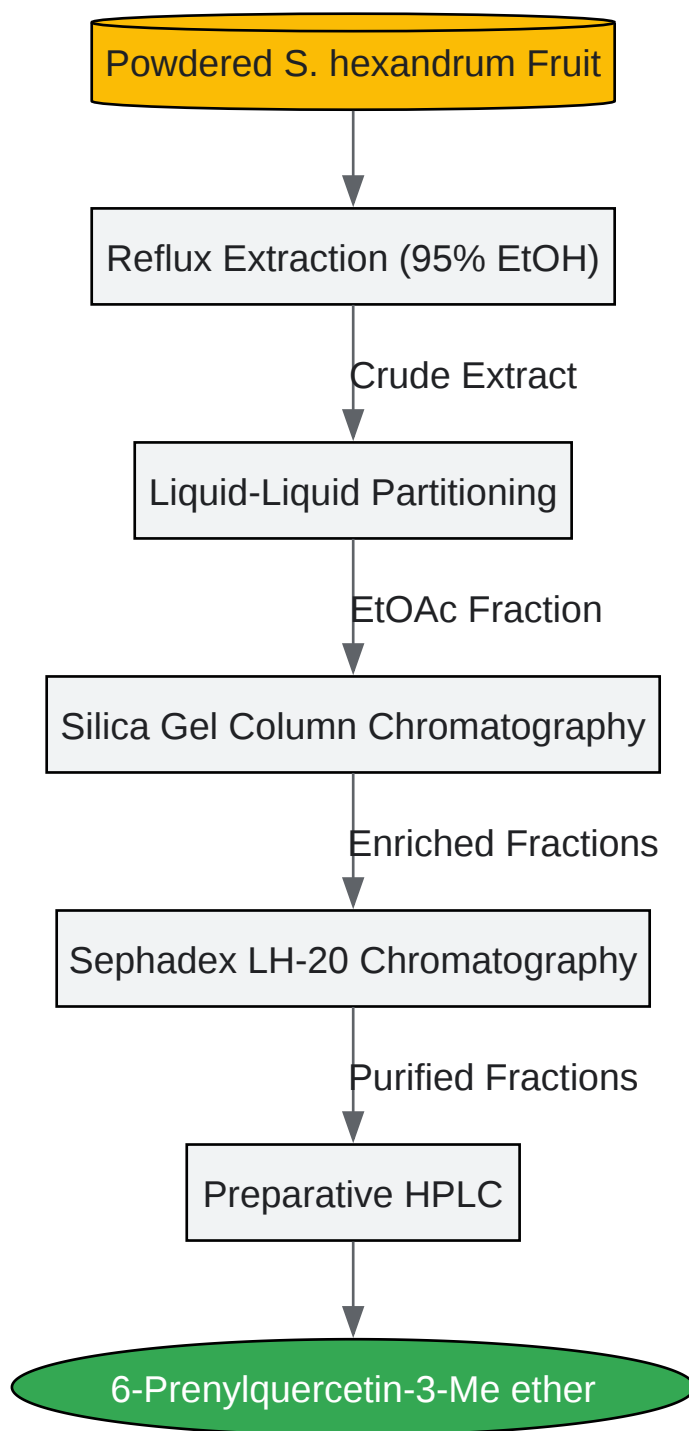 Powdered S. hexandrum Fruit
Reflux Extraction (95% EtOH)
Crude Extract
Liquid-Liquid Partitioning
EtOAc Fraction
Silica Gel Column Chromatography
Enriched Fractions
Sephadex LH-20 Chromatography
Purified Fractions
Preparative HPLC
6-Prenylquercetin-3-Me ether